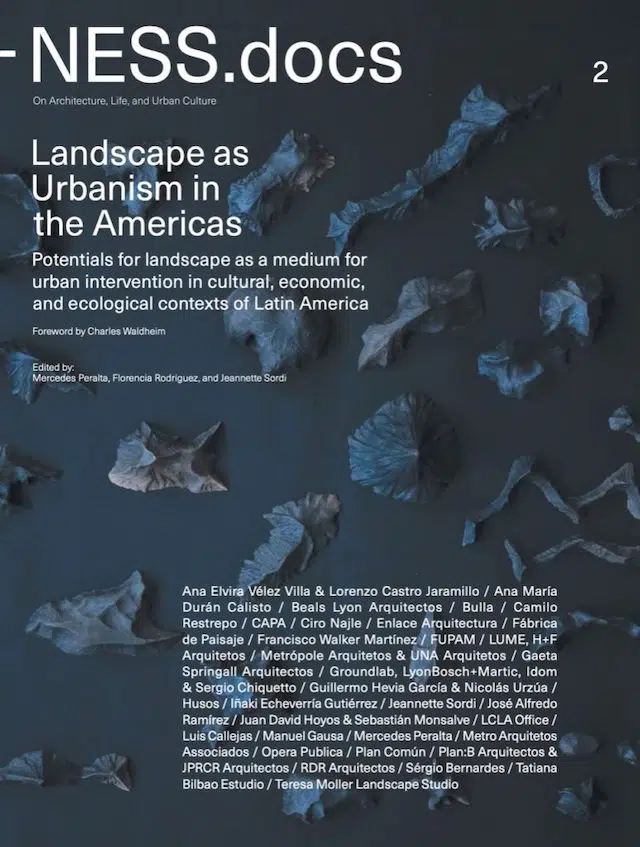 -NESS.docs
2
On Architecture, Life, and Urban Culture
Landscape as
Urbanism in
the Americas
Potentials for landscape as a medium for
urban intervention in cultural, economic,
and ecological contexts of Latin America
Foreword by Charles Waldheim
Edited by:
Mercedes Peralta, Florencia Rodriguez, and Jeannette Sordi
Ana Elvira Vélez Villa & Lorenzo Castro Jaramillo / Ana María
Durán Calisto / Beals Lyon Arquitectos / Bulla / Camilo
Restrepo / CAPA / Ciro Najle / Enlace Arquitectura / Fábrica
de Paisaje / Francisco Walker Martínez / FUPAM / LUME, H+F
Arquitetos / Metrópole Arquitetos & UNA Arquitetos / Gaeta
Springall Arquitectos / Groundlab, LyonBosch+Martic, Idom
& Sergio Chiquetto / Guillermo Hevia García & Nicolás Urzúa /
Husos / Iñaki Echeverría Gutiérrez / Jeannette Sordi / José Alfredo
Ramírez / Juan David Hoyos & Sebastián Monsalve / LCLA Office /
Luis Callejas / Manuel Gausa / Mercedes Peralta / Metro Arquitetos
Associados / Opera Publica / Plan Común / Plan:B Arquitectos &
JPRCR Arquitectos / RDR Arquitectos / Sérgio Bernardes / Tatiana
Bilbao Estudio / Teresa Moller Landscape Studio